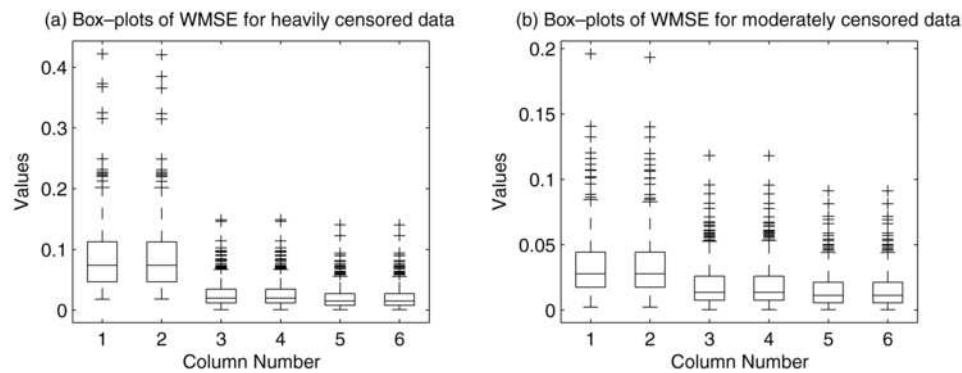 (a) Box–plots of WMSE for heavily censored data
0.4
0.3
0.2
0.1
0
Values
1 2 3 4 5 6
Column Number
(b) Box–plots of WMSE for moderately censored data
0.2
0.15
0.1
0.05
0
Values
1 2 3 4 5 6
Column Number